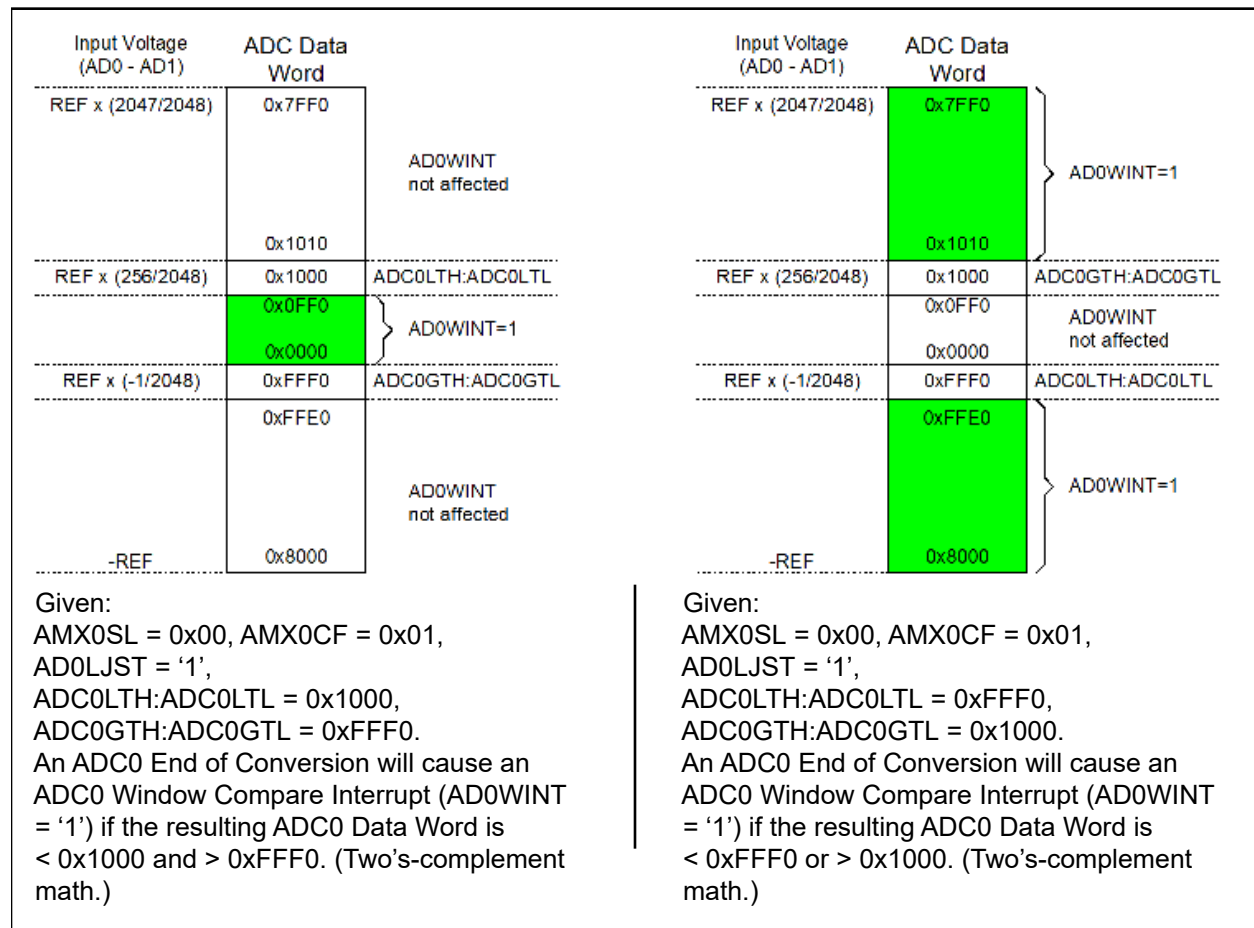 Input Voltage
(AD0 - AD1)
ADC Data
Word
REF x (2047/2048)
0x7FF0
AD0WINT
not affected
0x1010
REF x (256/2048)
0x1000
ADC0LTH:ADC0LTL
0x0FF0
AD0WINT=1
0x0000
REF x (-1/2048)
0xFFF0
ADC0GTH:ADC0GTL
0xFFE0
AD0WINT
not affected
-REF
0x8000
Given:
AMX0SL = 0x00, AMX0CF = 0x01,
AD0LJST = ‘1’,
ADC0LTH:ADC0LTL = 0x1000,
ADC0GTH:ADC0GTL = 0xFFF0.
An ADC0 End of Conversion will cause an
ADC0 Window Compare Interrupt (AD0WINT
= ‘1’) if the resulting ADC0 Data Word is
< 0x1000 and > 0xFFF0. (Two’s-complement
math.)
Input Voltage
(AD0 - AD1)
ADC Data
Word
REF x (2047/2048)
0x7FF0
AD0WINT=1
0x1010
REF x (256/2048)
0x1000
ADC0GTH:ADC0GTL
0x0FF0
AD0WINT
not affected
0x0000
REF x (-1/2048)
0xFFF0
ADC0LTH:ADC0LTL
0xFFE0
AD0WINT=1
-REF
0x8000
Given:
AMX0SL = 0x00, AMX0CF = 0x01,
AD0LJST = ‘1’,
ADC0LTH:ADC0LTL = 0xFFF0,
ADC0GTH:ADC0GTL = 0x1000.
An ADC0 End of Conversion will cause an
ADC0 Window Compare Interrupt (AD0WINT
= ‘1’) if the resulting ADC0 Data Word is
< 0xFFF0 or > 0x1000. (Two’s-complement
math.)